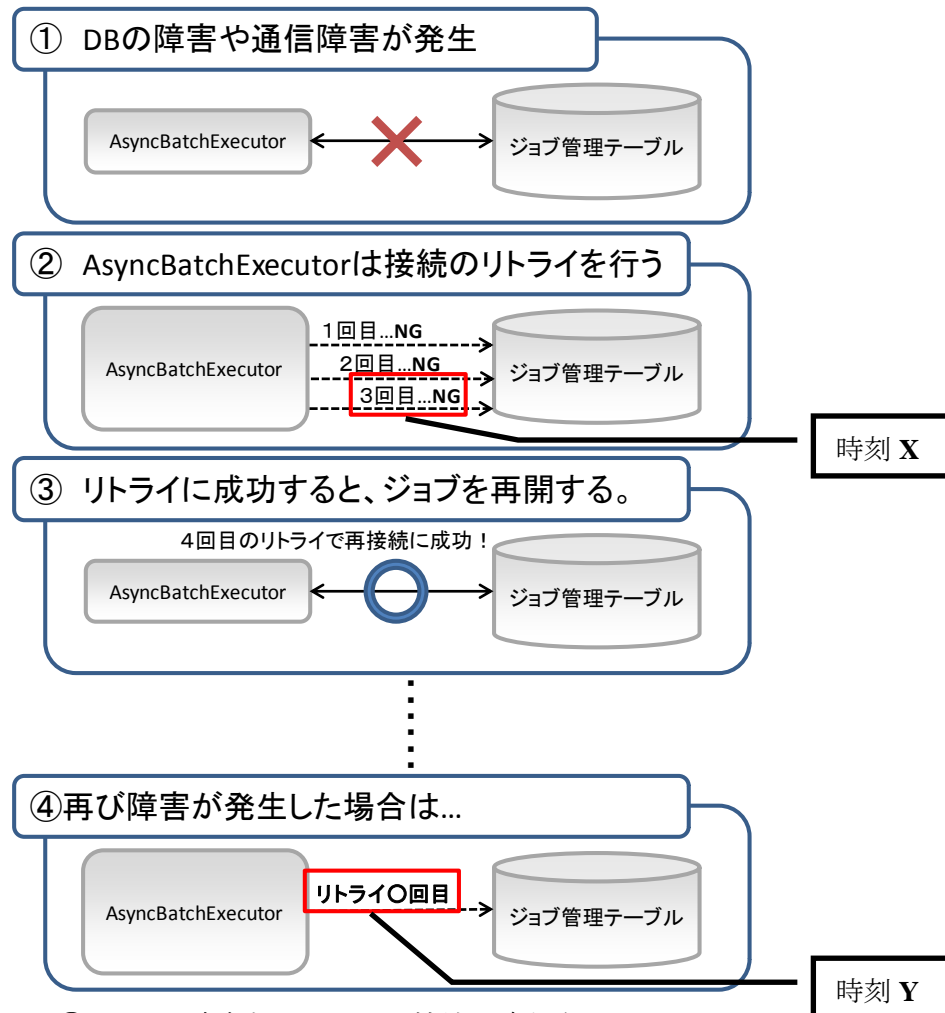 ① DBの障害や通信障害が発生
AsyncBatchExecutor
ジョブ管理テーブル
② AsyncBatchExecutorは接続のリトライを行う
AsyncBatchExecutor
1回目...NG
2回目...NG
3回目...NG
ジョブ管理テーブル
時刻 X
③ リトライに成功すると、ジョブを再開する。
4回目のリトライで再接続に成功!
AsyncBatchExecutor
ジョブ管理テーブル
④再び障害が発生した場合は...
AsyncBatchExecutor
リトライ○回目
ジョブ管理テーブル
時刻 Y